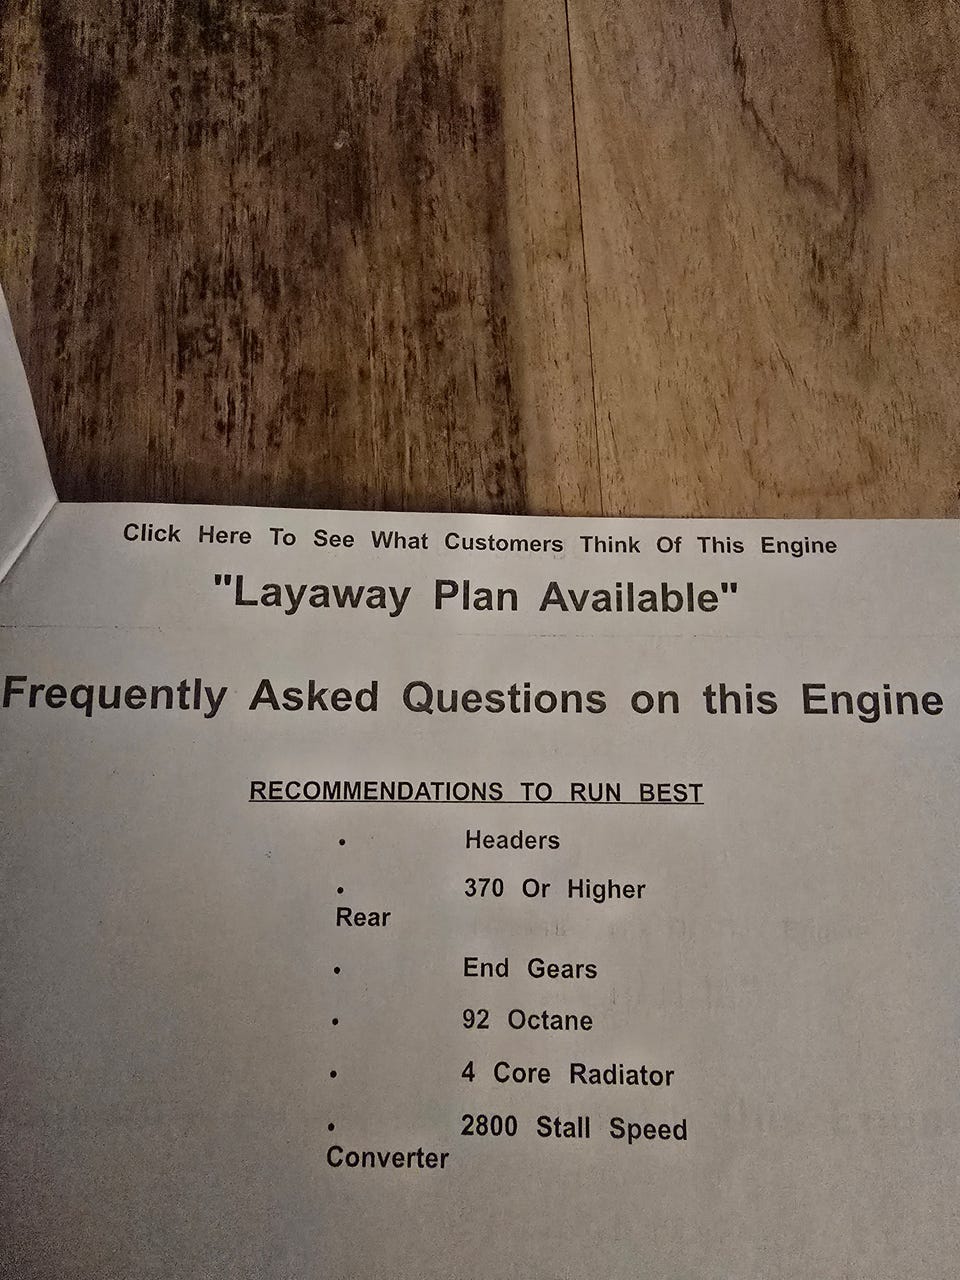 Click Here To See What Customers Think Of This Engine
"Layaway Plan Available"
Frequently Asked Questions on this Engine
RECOMMENDATIONS TO RUN BEST
• Headers
• 370 Or Higher
Rear
• End Gears
• 92 Octane
• 4 Core Radiator
• 2800 Stall Speed
Converter